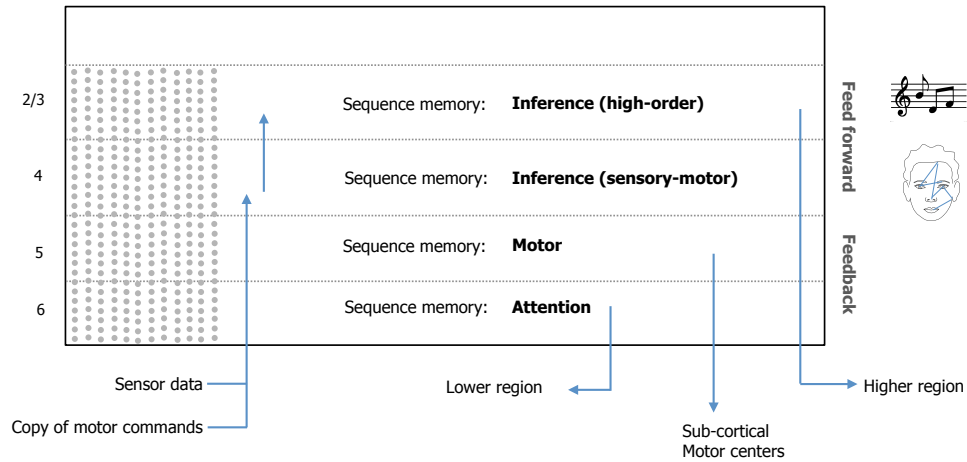 2/3
Sequence memory: Inference (high-order)
4
Sequence memory: Inference (sensory-motor)
5
Sequence memory: Motor
6
Sequence memory: Attention
Feed forward
Feedback
Sensor data
Copy of motor commands
Lower region
Sub-cortical
Motor centers
Higher region